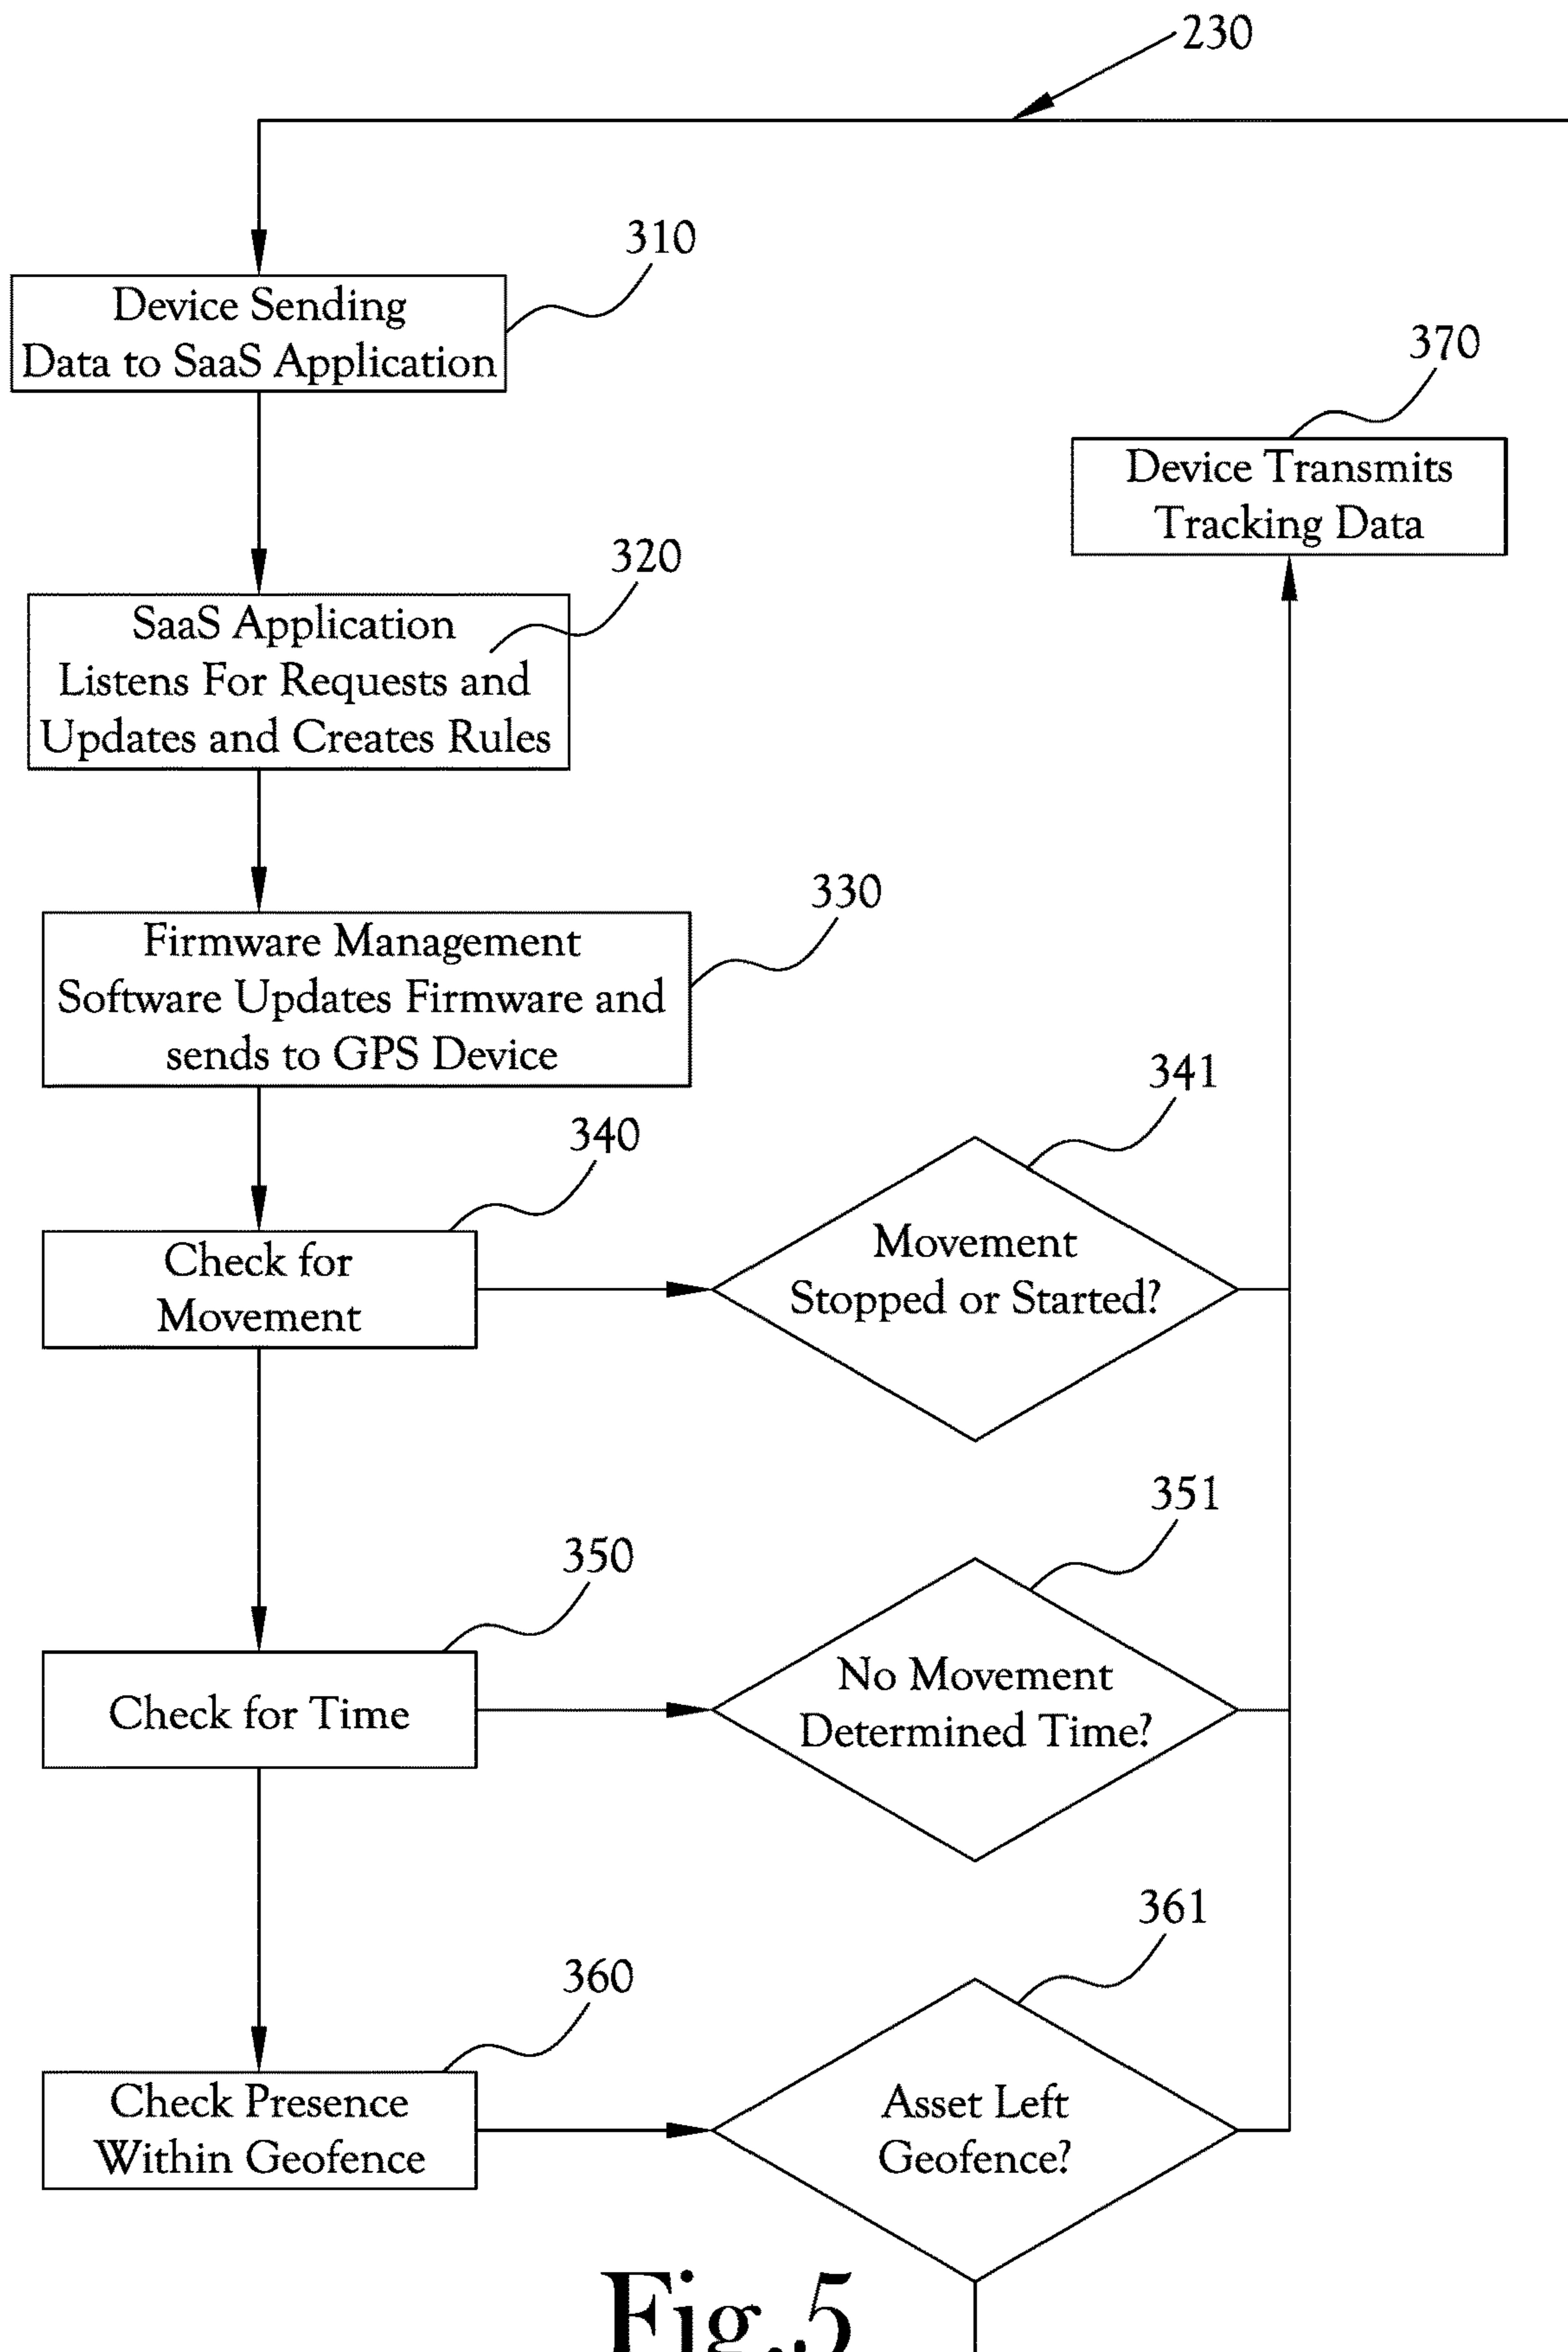 230
310
Device Sending
Data to SaaS Application
370
Device Transmits
Tracking Data
320
SaaS Application
Listens For Requests and
Updates and Creates Rules
330
Firmware Management
Software Updates Firmware and
sends to GPS Device
341
340
Check for
Movement
Movement
Stopped or Started?
351
350
Check for Time
No Movement
Determined Time?
361
360
Check Presence
Within Geofence
Asset Left
Geofence?
Fig.5